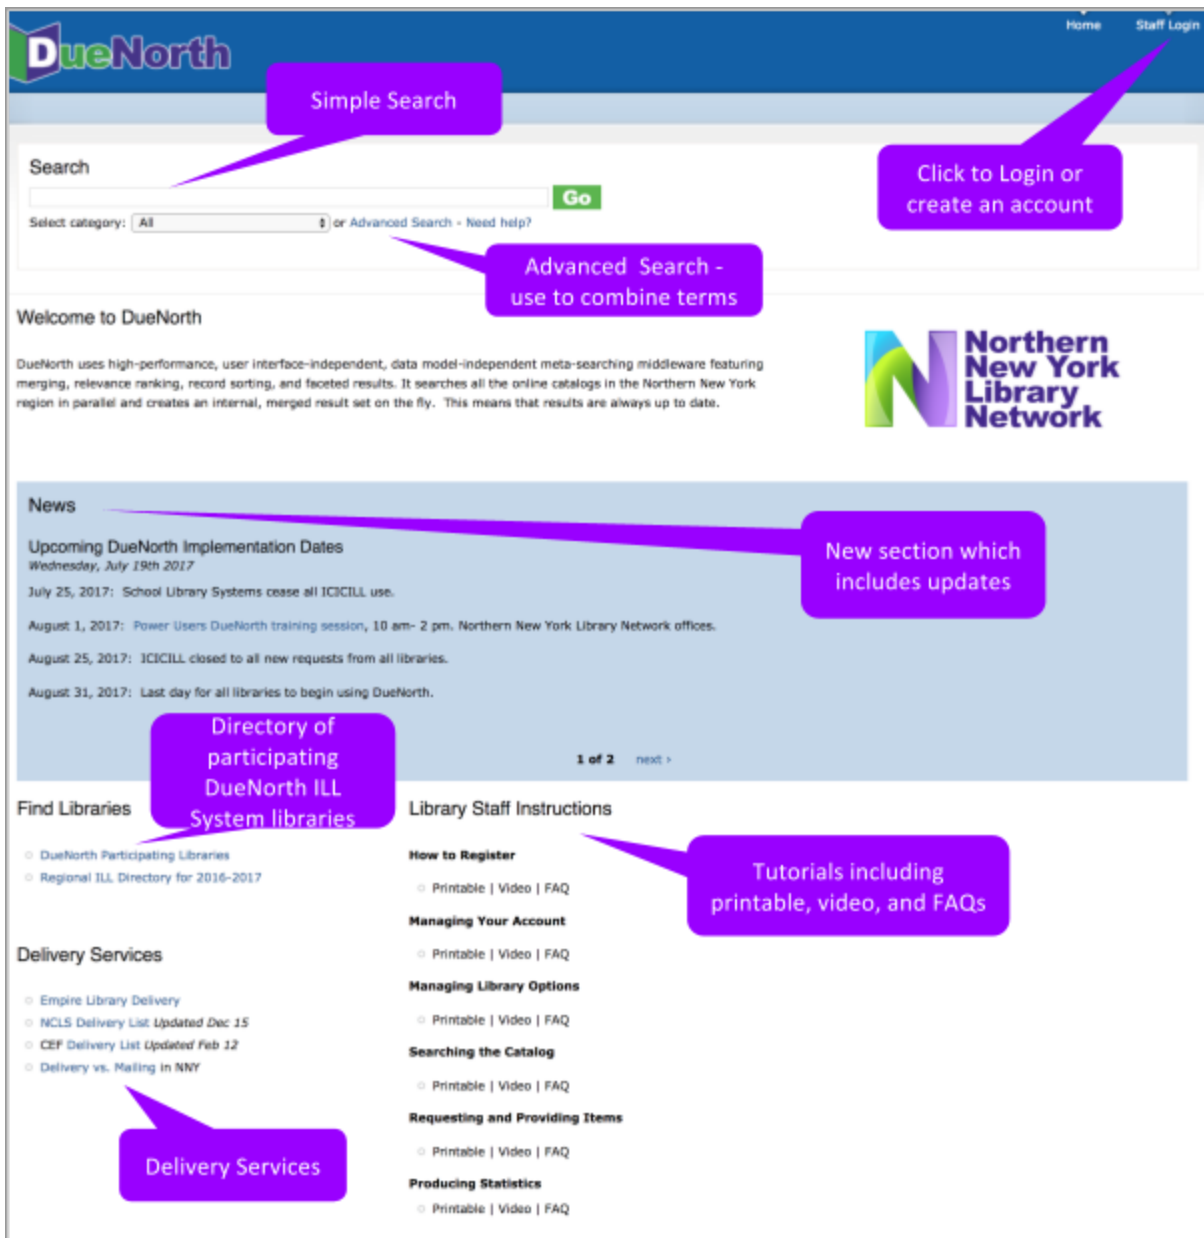 DueNorth
Home
Staff Login
Simple Search
Click to Login or
create an account
Search
Go
Select category: All or Advanced Search - Need help?
Advanced Search -
use to combine terms
Welcome to DueNorth
DueNorth uses high-performance, user interface-independent, data model-independent meta-searching middleware featuring
merging, relevance ranking, record sorting, and faceted results. It searches all the online catalogs in the Northern New York
region in parallel and creates an internal, merged result set on the fly. This means that results are always up to date.
Northern
New York
Library
Network
News
New section which
includes updates
Upcoming DueNorth Implementation Dates
Wednesday, July 19th 2017
July 25, 2017: School Library Systems cease all ICICILL use.
August 1, 2017: Power Users DueNorth training session, 10 am- 2 pm. Northern New York Library Network offices.
August 25, 2017: ICICILL closed to all new requests from all libraries.
August 31, 2017: Last day for all libraries to begin using DueNorth.
1 of 2 next ›
Directory of
participating
DueNorth ILL
System libraries
Find Libraries
DueNorth Participating Libraries
Regional ILL Directory for 2016-2017
Delivery Services
Empire Library Delivery
NCLS Delivery List Updated Dec 15
CEF Delivery List Updated Feb 12
Delivery vs. Mailing in NNY
Delivery Services
Library Staff Instructions
Tutorials including
printable, video, and FAQs
How to Register
Printable | Video | FAQ
Managing Your Account
Printable | Video | FAQ
Managing Library Options
Printable | Video | FAQ
Searching the Catalog
Printable | Video | FAQ
Requesting and Providing Items
Printable | Video | FAQ
Producing Statistics
Printable | Video | FAQ